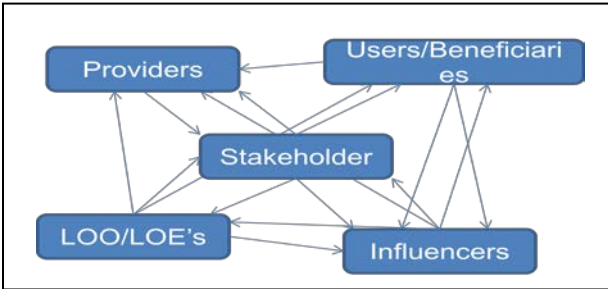 Providers
Users/Beneficiari
es
Stakeholder
LOO/LOE's
Influencers